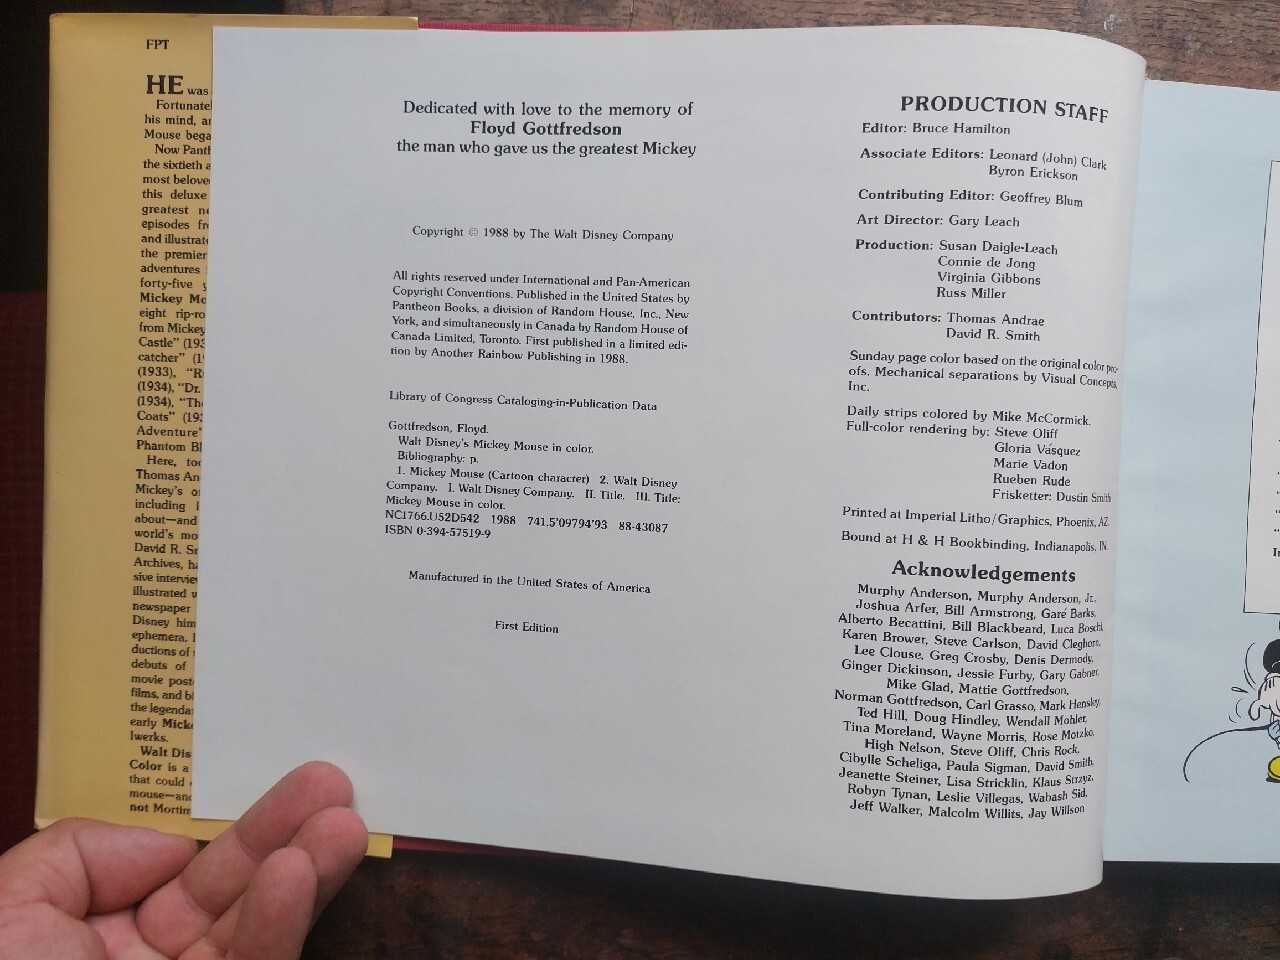 FPT
HE was
Fortunatel
his mind, a
Mouse bega
Now Panth
the sixtieth a
most belove
this deluxe
greatest n
episodes fr
and illustrate
the premier
adventures
forty-five y
Mickey Mo
eight rip-ro
from Mickey
Castle" (193
catcher" (1
(1933), "R
(1934), "Dr.
(1934), "The
Coats" (193
Adventure"
Phantom Bl
Here, too
Thomas An
Mickey's o
including
about—and
world's mo
David R. Sr
Archives, ha
sive interview
illustrated w
newspaper
Disney him
ephemera.
ductions of
debuts of
movie poste
films, and bl
the legenda
early Micke
Iwerks.
Walt Dis
Color is a
that could
mouse—and
not Mortim
Dedicated with love to the memory of
Floyd Gottfredson
the man who gave us the greatest Mickey
Copyright © 1988 by The Walt Disney Company
All rights reserved under International and Pan-American
Copyright Conventions. Published in the United States by
Pantheon Books, a division of Random House, Inc., New
York, and simultaneously in Canada by Random House of
Canada Limited, Toronto. First published in a limited edi-
tion by Another Rainbow Publishing in 1988.
Library of Congress Cataloging-in-Publication Data
Gottfredson, Floyd.
Walt Disney's Mickey Mouse in color.
Bibliography: p.
1. Mickey Mouse (Cartoon character) 2. Walt Disney
Company. I. Walt Disney Company. II. Title. III. Title:
Mickey Mouse in color.
NC1766.U52D542 1988 741.5'09794'93 88-43087
ISBN 0-394-57519-9
Manufactured in the United States of America
First Edition
PRODUCTION STAFF
Editor: Bruce Hamilton
Associate Editors: Leonard (John) Clark
Byron Erickson
Contributing Editor: Geoffrey Blum
Art Director: Gary Leach
Production: Susan Daigle-Leach
Connie de Jong
Virginia Gibbons
Russ Miller
Contributors: Thomas Andrae
David R. Smith
Sunday page color based on the original color pro-
ofs. Mechanical separations by Visual Concepts,
Inc.
Daily strips colored by Mike McCormick.
Full-color rendering by: Steve Oliff
Gloria Vásquez
Marie Vadon
Rueben Rude
Frisketter: Dustin Smith
Printed at Imperial Litho/Graphics, Phoenix, AZ.
Bound at H & H Bookbinding, Indianapolis, IN.
Acknowledgements
Murphy Anderson, Murphy Anderson, Jr.,
Joshua Arfer, Bill Armstrong, Garé Barks,
Alberto Becattini, Bill Blackbeard, Luca Boschi,
Karen Brower, Steve Carlson, David Cleghorn,
Lee Clouse, Greg Crosby, Denis Dermody,
Ginger Dickinson, Jessie Furby, Gary Gabner,
Mike Glad, Mattie Gottfredson,
Norman Gottfredson, Carl Grasso, Mark Hensley,
Ted Hill, Doug Hindley, Wendall Mohler,
Tina Moreland, Wayne Morris, Rose Motzko,
High Nelson, Steve Oliff, Chris Rock,
Cibylle Scheliga, Paula Sigman, David Smith,
Jeanette Steiner, Lisa Stricklin, Klaus Strzyz,
Robyn Tynan, Leslie Villegas, Wabash Sid,
Jeff Walker, Malcolm Willits, Jay Willson